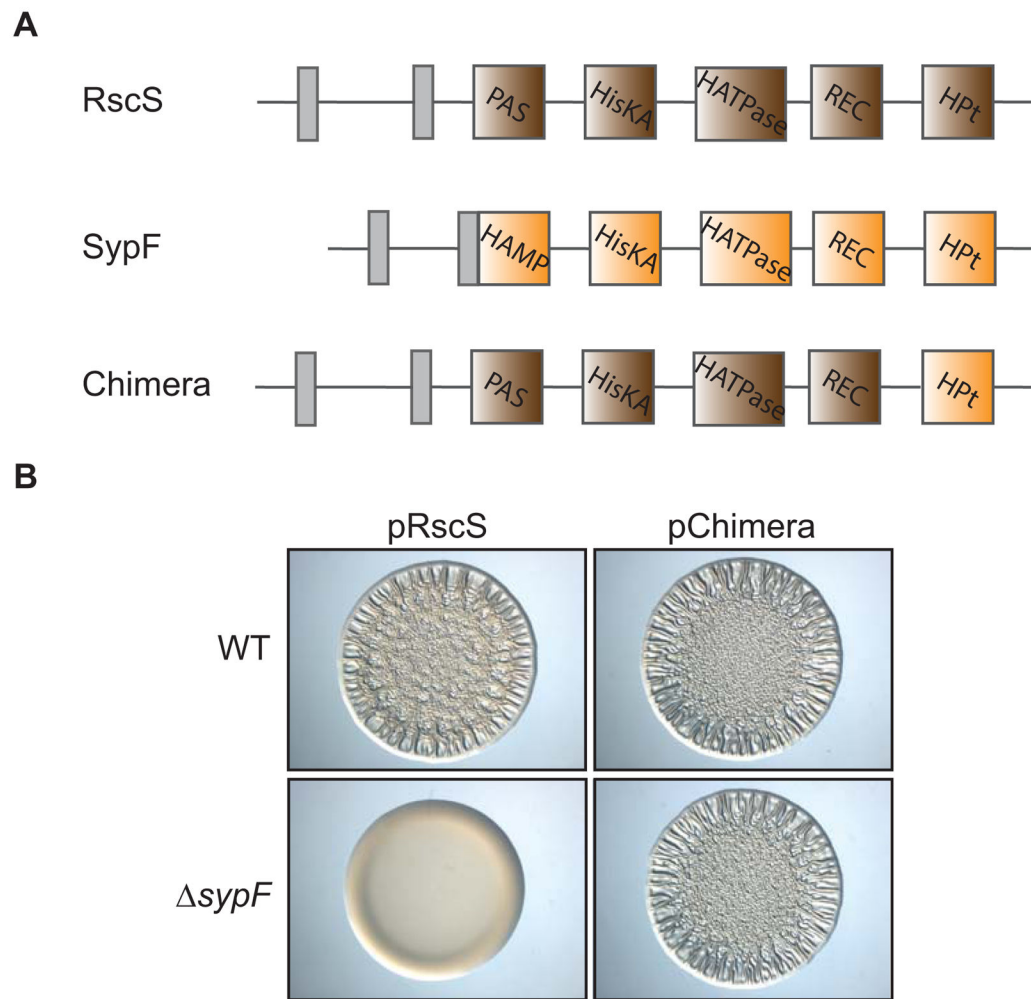 A
RscS
PAS HisKA HATPase REC HPt
SypF
HAMP HisKA HATPase REC HPt
Chimera
PAS HisKA HATPase REC HPt
B
pRscS pChimera
WT
ΔsypF